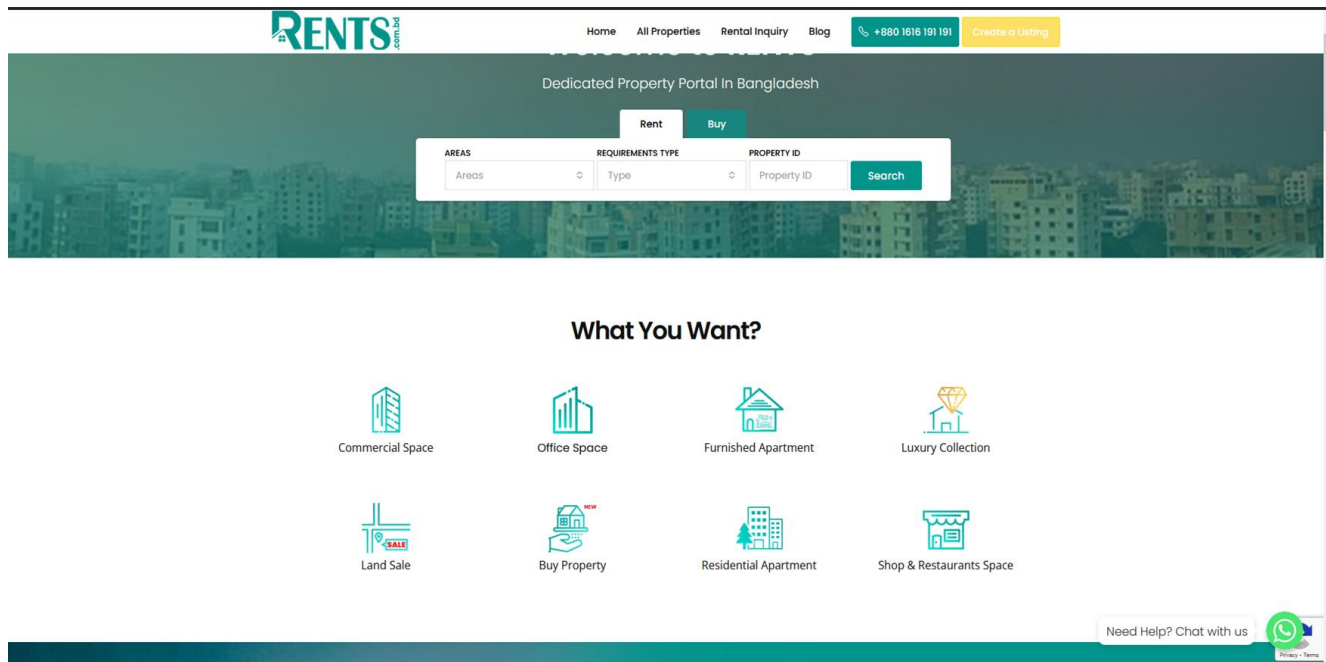 RENTS .com.bd
Home All Properties Rental Inquiry Blog +880 1616 191 191 Create a Listing
Welcome to RENTS
Dedicated Property Portal In Bangladesh
Rent Buy
AREAS REQUIREMENTS TYPE PROPERTY ID
Areas Type Property ID Search
What You Want?
Commercial Space Office Space Furnished Apartment Luxury Collection
SALE NEW
Land Sale Buy Property Residential Apartment Shop & Restaurants Space
Need Help? Chat with us
Privacy - Terms